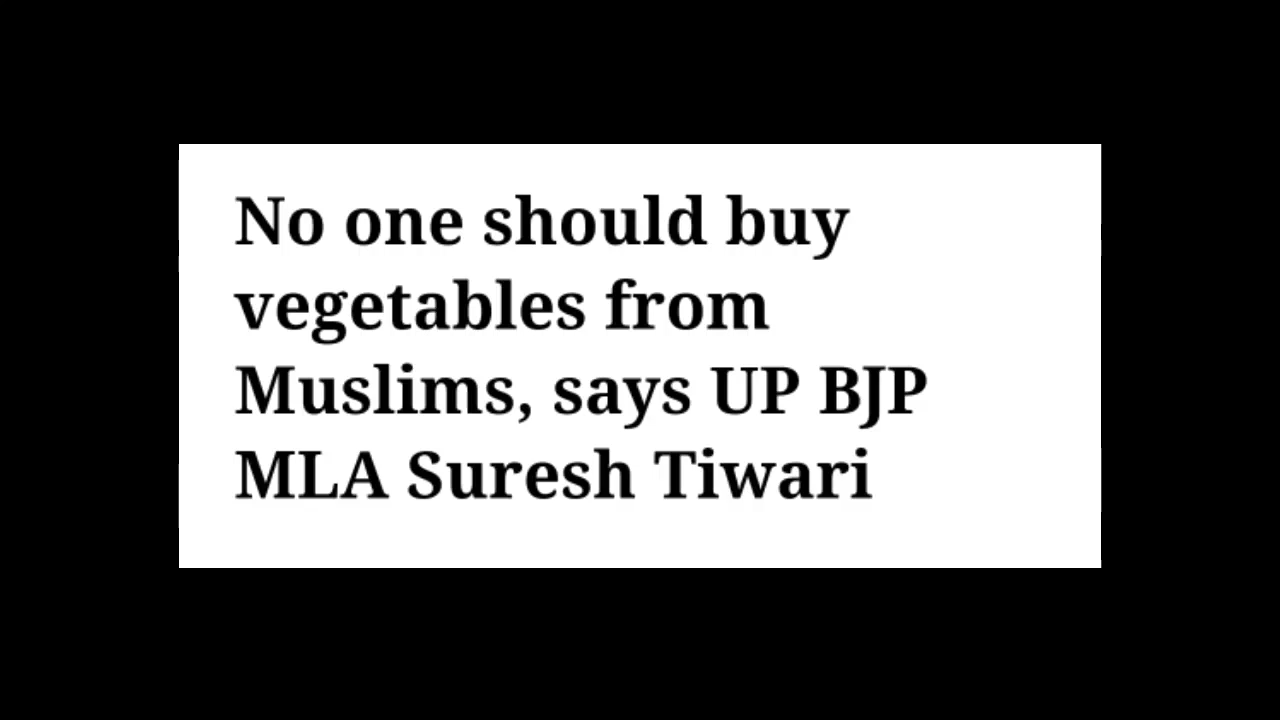 No one should buy
vegetables from
Muslims, says UP BJP
MLA Suresh Tiwari